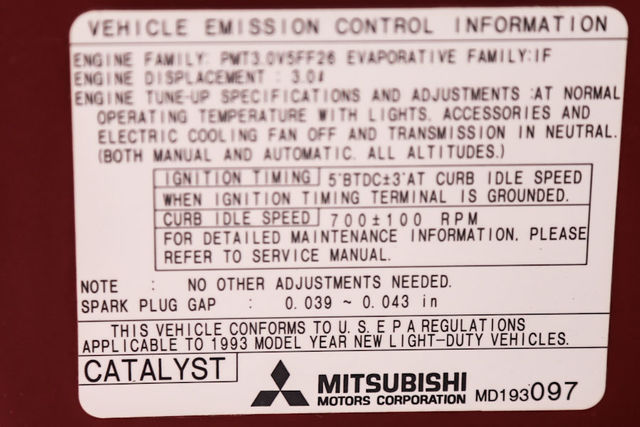 VEHICLE EMISSION CONTROL INFORMATION
ENGINE FAMILY: PMT3.0V5FF26 EVAPORATIVE FAMILY:IF
ENGINE DISPLACEMENT : 3.0ℓ
ENGINE TUNE-UP SPECIFICATIONS AND ADJUSTMENTS :AT NORMAL
OPERATING TEMPERATURE WITH LIGHTS, ACCESSORIES AND
ELECTRIC COOLING FAN OFF AND TRANSMISSION IN NEUTRAL.
(BOTH MANUAL AND AUTOMATIC. ALL ALTITUDES.)
IGNITION TIMING 5°BTDC±3°AT CURB IDLE SPEED
WHEN IGNITION TIMING TERMINAL IS GROUNDED.
CURB IDLE SPEED 700±100 RPM
FOR DETAILED MAINTENANCE INFORMATION, PLEASE
REFER TO SERVICE MANUAL.
NOTE : NO OTHER ADJUSTMENTS NEEDED.
SPARK PLUG GAP : 0.039 ~ 0.043 in
THIS VEHICLE CONFORMS TO U.S.EPA REGULATIONS
APPLICABLE TO 1993 MODEL YEAR NEW LIGHT-DUTY VEHICLES.
CATALYST
MITSUBISHI
MOTORS CORPORATION MD193097